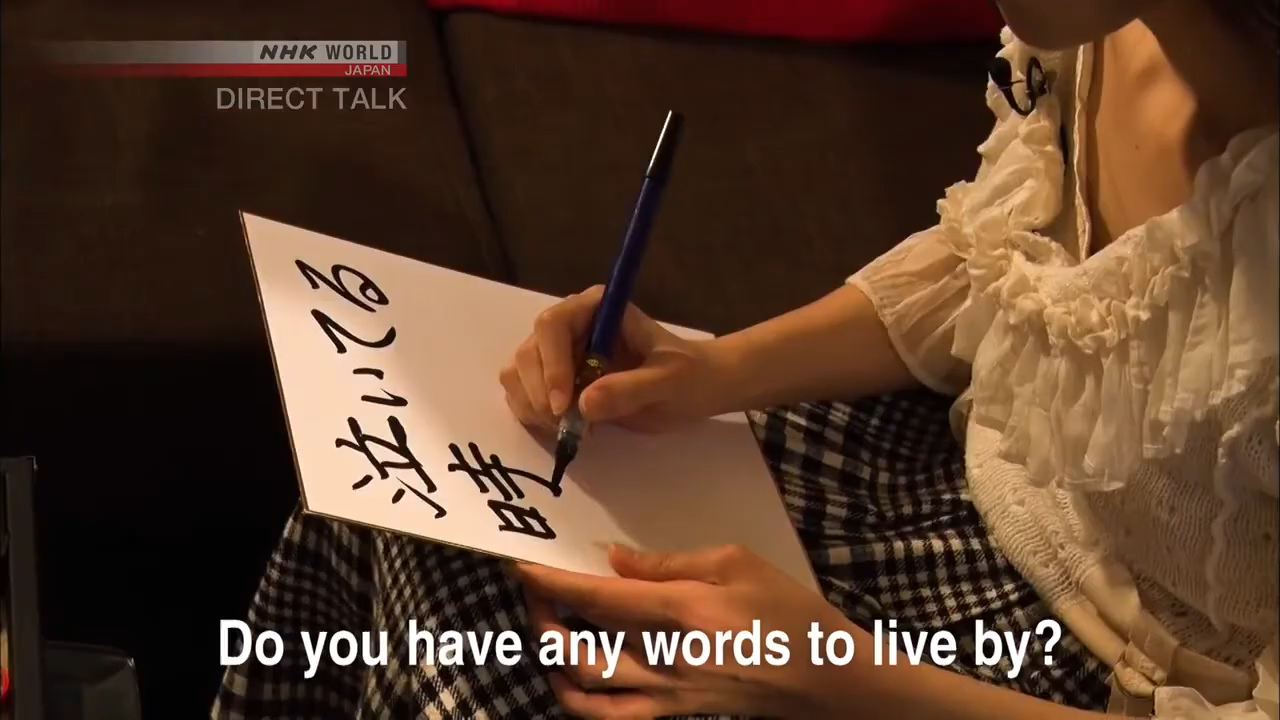 NHK WORLD
JAPAN
DIRECT TALK
泣いてる
時
Do you have any words to live by?